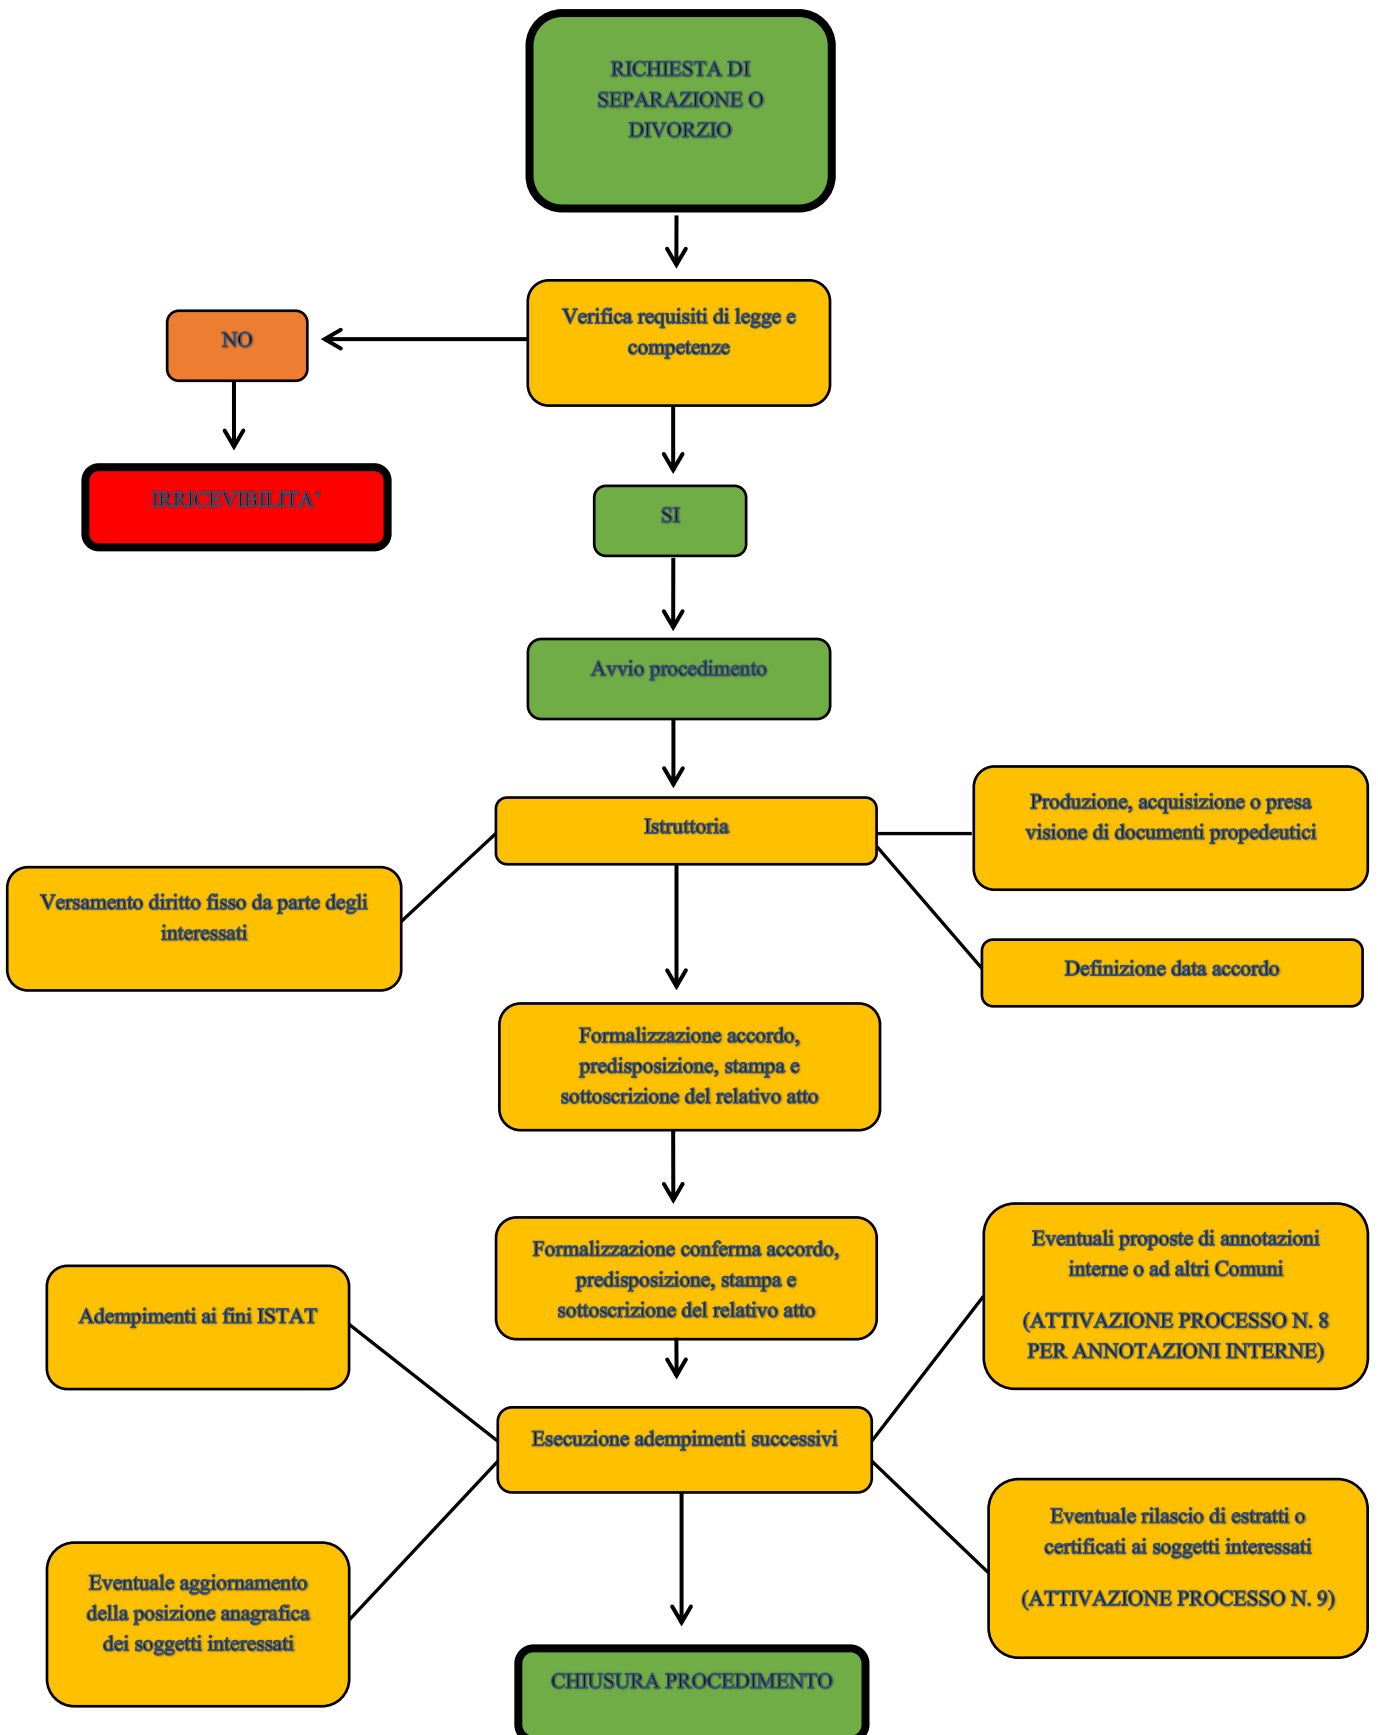 RICHIESTA DI
SEPARAZIONE O
DIVORZIO
Verifica requisiti di legge e
competenze
NO
IRRICEVIBILITA’
SI
Avvio procedimento
Istruttoria
Produzione, acquisizione o presa
visione di documenti propedeutici
Versamento diritto fisso da parte degli
interessati
Definizione data accordo
Formalizzazione accordo,
predisposizione, stampa e
sottoscrizione del relativo atto
Formalizzazione conferma accordo,
predisposizione, stampa e
sottoscrizione del relativo atto
Eventuali proposte di annotazioni
interne o ad altri Comuni
(ATTIVAZIONE PROCESSO N. 8
PER ANNOTAZIONI INTERNE)
Adempimenti ai fini ISTAT
Esecuzione adempimenti successivi
Eventuale rilascio di estratti o
certificati ai soggetti interessati
(ATTIVAZIONE PROCESSO N. 9)
Eventuale aggiornamento
della posizione anagrafica
dei soggetti interessati
CHIUSURA PROCEDIMENTO